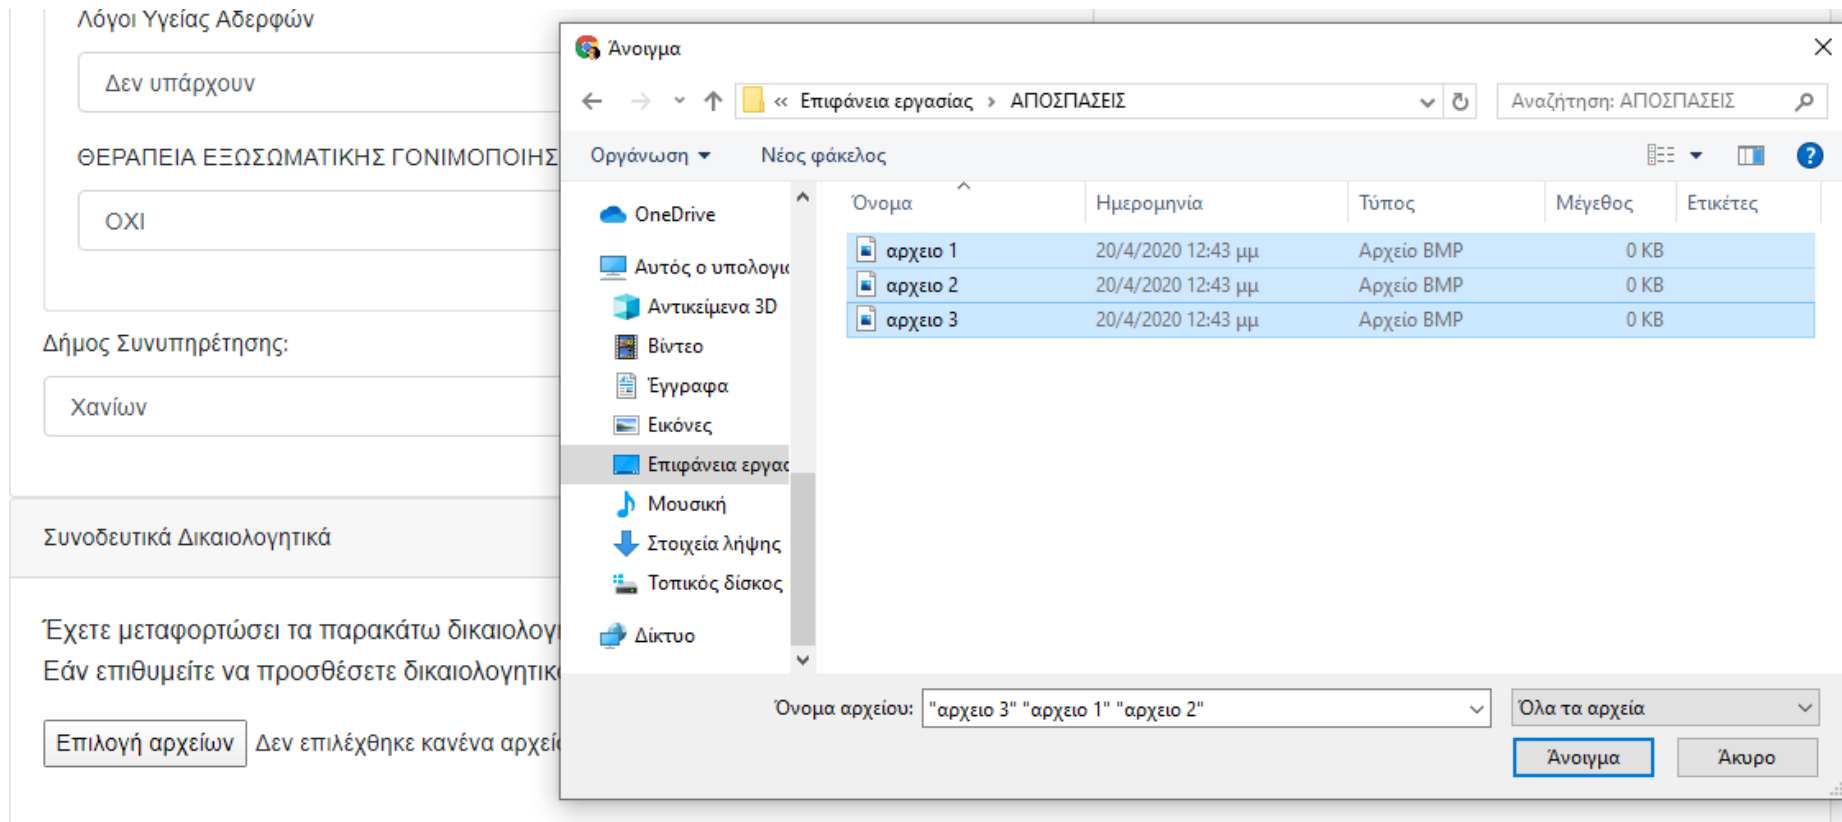 Λόγοι Υγείας Αδερφών
Δεν υπάρχουν
ΘΕΡΑΠΕΙΑ ΕΞΩΣΩΜΑΤΙΚΗΣ ΓΟΝΙΜΟΠΟΙΗΣ
ΟΧΙ
Δήμος Συνυπηρέτησης:
Χανίων
Συνοδευτικά Δικαιολογητικά
Έχετε μεταφορτώσει τα παρακάτω δικαιολογη
Εάν επιθυμείτε να προσθέσετε δικαιολογητικ
Επιλογή αρχείων Δεν επιλέχθηκε κανένα αρχείο
Άνοιγμα
« Επιφάνεια εργασίας › ΑΠΟΣΠΑΣΕΙΣ
Αναζήτηση: ΑΠΟΣΠΑΣΕΙΣ
Οργάνωση Νέος φάκελος
OneDrive
Αυτός ο υπολογισ
Αντικείμενα 3D
Βίντεο
Έγγραφα
Εικόνες
Επιφάνεια εργασ
Μουσική
Στοιχεία λήψης
Τοπικός δίσκος
Δίκτυο
Όνομα Ημερομηνία Τύπος Μέγεθος Ετικέτες
αρχειο 1 20/4/2020 12:43 μμ Αρχείο BMP 0 KB
αρχειο 2 20/4/2020 12:43 μμ Αρχείο BMP 0 KB
αρχειο 3 20/4/2020 12:43 μμ Αρχείο BMP 0 KB
Όνομα αρχείου: "αρχειο 3" "αρχειο 1" "αρχειο 2" Όλα τα αρχεία
Άνοιγμα Άκυρο